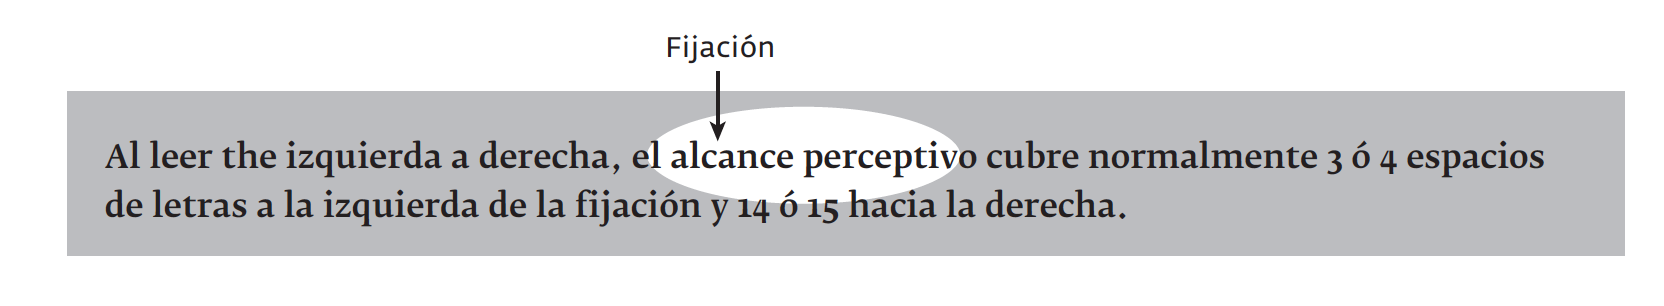 Fijación
Al leer the izquierda a derecha, el alcance perceptivo cubre normalmente 3 ó 4 espacios
de letras a la izquierda de la fijación y 14 ó 15 hacia la derecha.